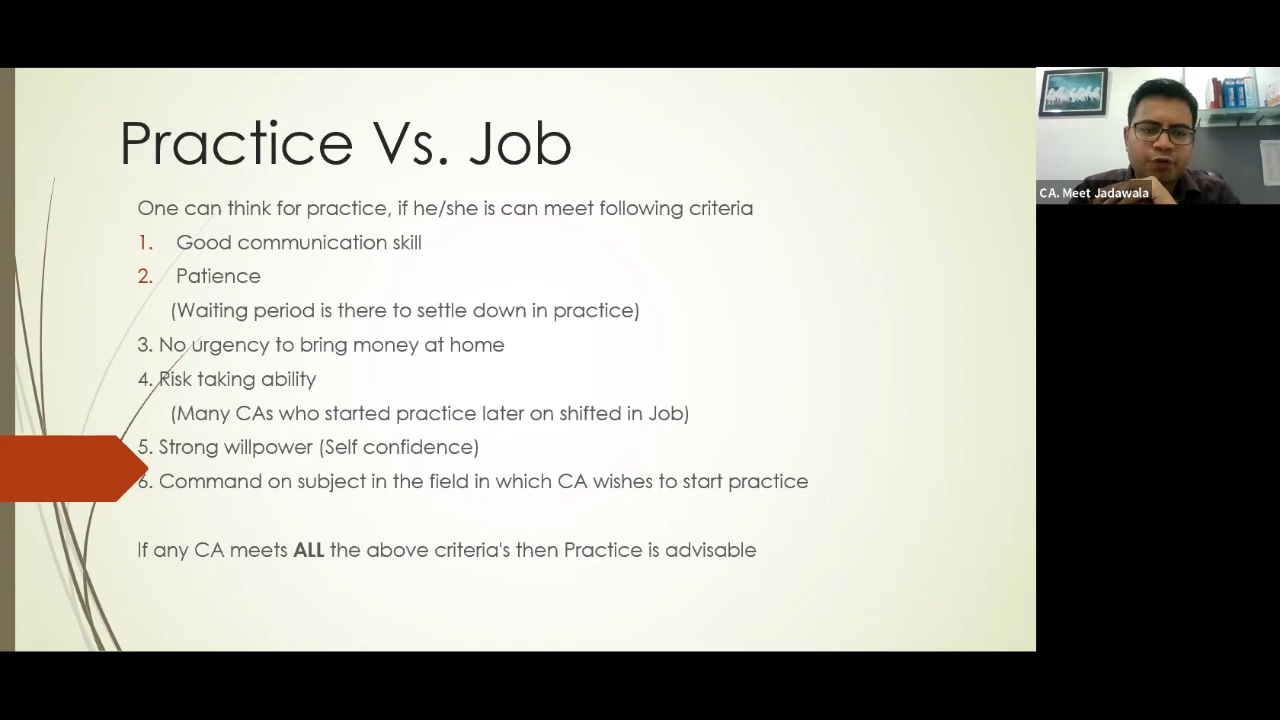 Practice Vs. Job
One can think for practice, if he/she is can meet following criteria
1. Good communication skill
2. Patience
(Waiting period is there to settle down in practice)
3. No urgency to bring money at home
4. Risk taking ability
(Many CAs who started practice later on shifted in Job)
5. Strong willpower (Self confidence)
6. Command on subject in the field in which CA wishes to start practice
If any CA meets ALL the above criteria's then Practice is advisable
CA. Meet Jadawala